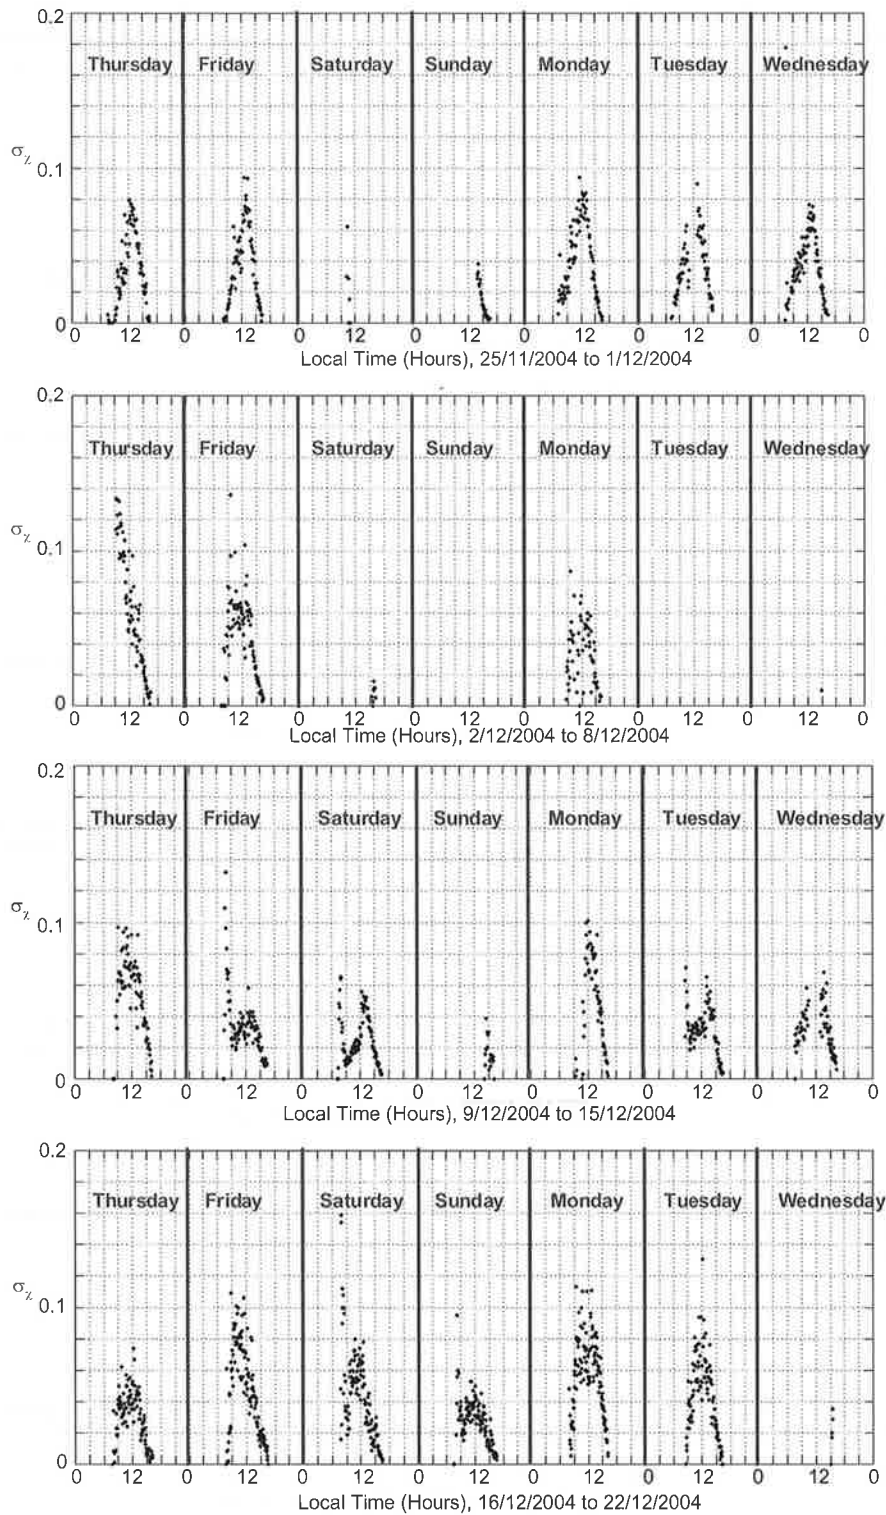 0.2
Thursday Friday Saturday Sunday Monday Tuesday Wednesday
σχ
0.1
0
0 12 0 12 0 12 0 12 0 12 0 12 0 12 0
Local Time (Hours), 25/11/2004 to 1/12/2004
0.2
Thursday Friday Saturday Sunday Monday Tuesday Wednesday
σχ
0.1
0
0 12 0 12 0 12 0 12 0 12 0 12 0 12 0
Local Time (Hours), 2/12/2004 to 8/12/2004
0.2
Thursday Friday Saturday Sunday Monday Tuesday Wednesday
σχ
0.1
0
0 12 0 12 0 12 0 12 0 12 0 12 0 12 0
Local Time (Hours), 9/12/2004 to 15/12/2004
0.2
Thursday Friday Saturday Sunday Monday Tuesday Wednesday
σχ
0.1
0
0 12 0 12 0 12 0 12 0 12 0 12 0 12 0
Local Time (Hours), 16/12/2004 to 22/12/2004